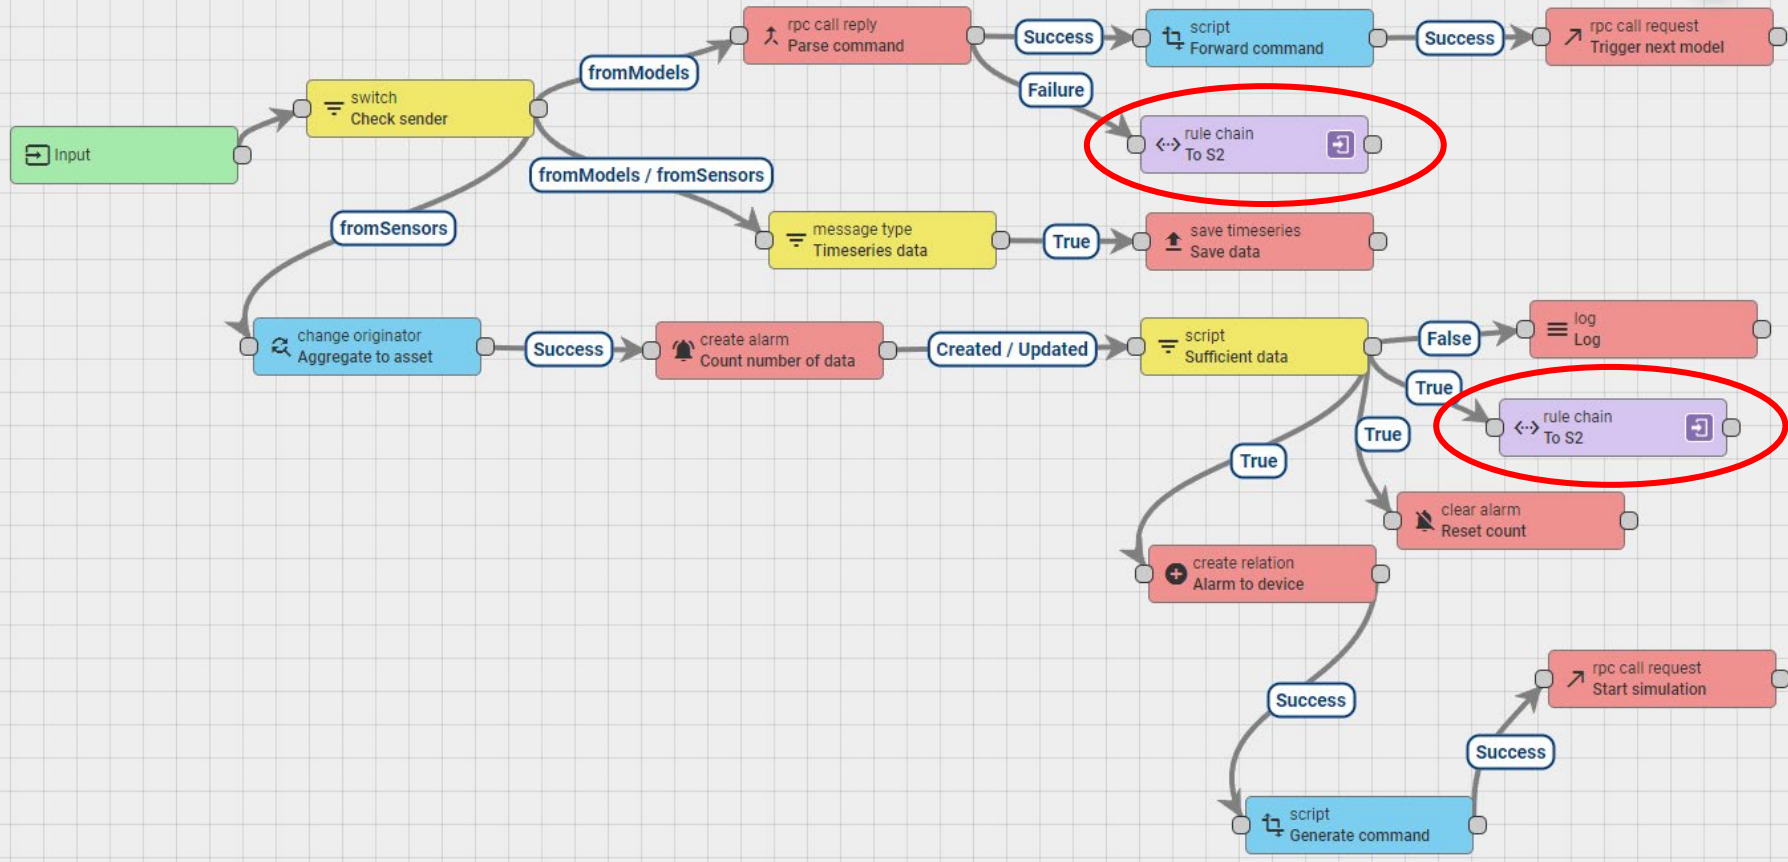 rpc call reply
Parse command
Success
script
Forward command
Success
rpc call request
Trigger next model
fromModels
Failure
switch
Check sender
Input
rule chain
To S2
fromModels / fromSensors
fromSensors
message type
Timeseries data
True
save timeseries
Save data
change originator
Aggregate to asset
Success
create alarm
Count number of data
Created / Updated
script
Sufficient data
False
log
Log
True
rule chain
To S2
True
True
clear alarm
Reset count
create relation
Alarm to device
Success
rpc call request
Start simulation
Success
script
Generate command